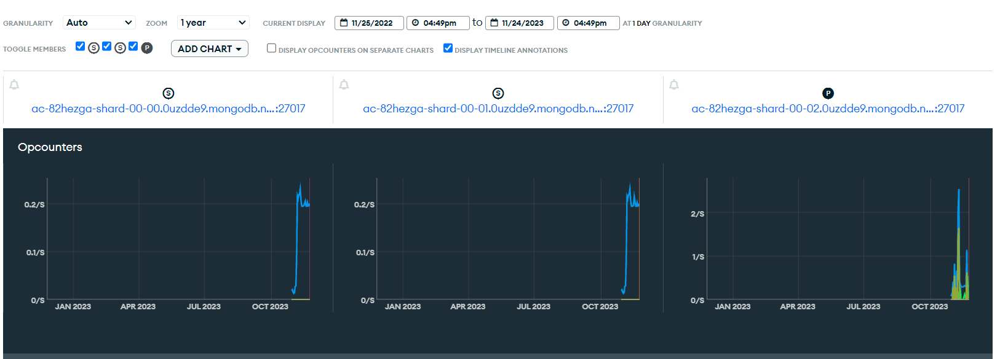 GRANULARITY Auto ZOOM 1 year CURRENT DISPLAY 11/25/2022 04:49pm to 11/24/2023 04:49pm AT 1 DAY GRANULARITY
TOGGLE MEMBERS S S P ADD CHART DISPLAY OPCOUNTERS ON SEPARATE CHARTS DISPLAY TIMELINE ANNOTATIONS
S S P
ac-82hezga-shard-00-00.0uzdde9.mongodb.n...:27017 ac-82hezga-shard-00-01.0uzdde9.mongodb.n...:27017 ac-82hezga-shard-00-02.0uzdde9.mongodb.n...:27017
Opcounters
0.2/S
0.1/S
0/S
JAN 2023 APR 2023 JUL 2023 OCT 2023
0.2/S
0.1/S
0/S
JAN 2023 APR 2023 JUL 2023 OCT 2023
2/S
1/S
0/S
JAN 2023 APR 2023 JUL 2023 OCT 2023